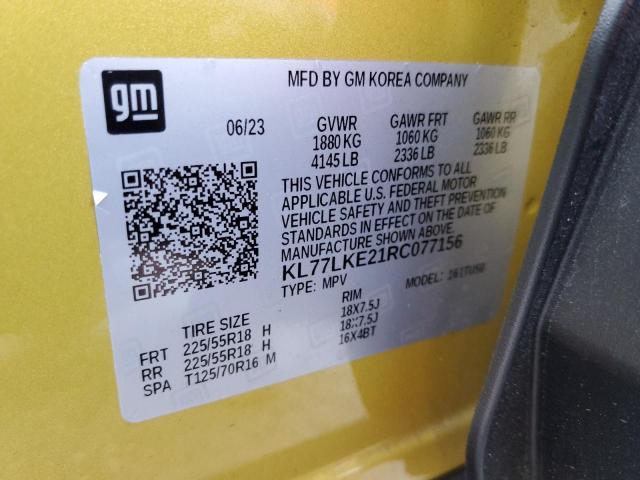 gm
MFD BY GM KOREA COMPANY
06/23 GVWR GAWR FRT GAWR RR
1880 KG 1060 KG 1060 KG
4145 LB 2336 LB 2336 LB
THIS VEHICLE CONFORMS TO ALL
APPLICABLE U.S. FEDERAL MOTOR
VEHICLE SAFETY AND THEFT PREVENTION
STANDARDS IN EFFECT ON THE DATE OF
MANUFACTURE SHOWN ABOVE.
KL77LKE21RC077156
TYPE: MPV MODEL: 161TU58
TIRE SIZE RIM
FRT 225/55R18 H 18X7.5J
RR 225/55R18 H 18X7.5J
SPA T125/70R16 M 16X4BT